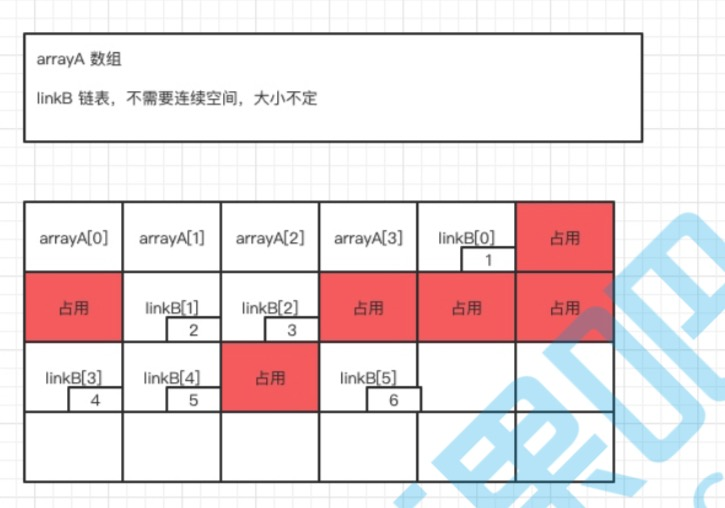 arrayA 数组
linkB 链表，不需要连续空间，大小不定
arrayA[0] arrayA[1] arrayA[2] arrayA[3] linkB[0] 占用
1
占用 linkB[1] linkB[2] 占用 占用 占用
2 3
linkB[3] linkB[4] 占用 linkB[5]
4 5 6
课吧